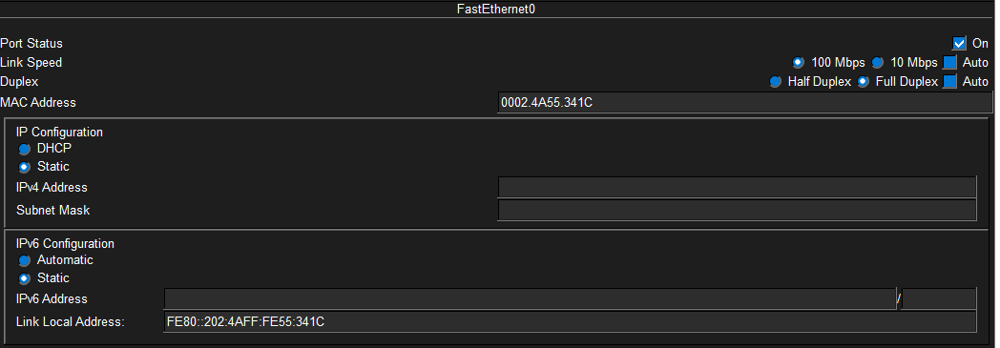 FastEthernet0
Port Status On
Link Speed 100 Mbps 10 Mbps Auto
Duplex Half Duplex Full Duplex Auto
MAC Address 0002.4A55.341C
IP Configuration
DHCP
Static
IPv4 Address
Subnet Mask
IPv6 Configuration
Automatic
Static
IPv6 Address /
Link Local Address: FE80::202:4AFF:FE55:341C